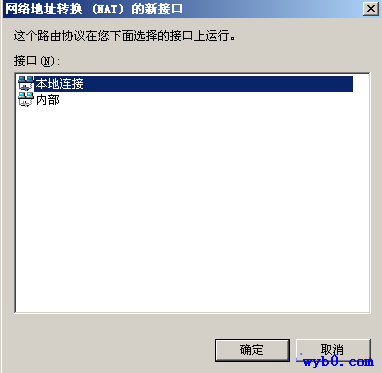 网络地址转换 (NAT) 的新接口
这个路由协议在您下面选择的接口上运行。
接口(N):
本地连接
内部
确定
取消
wyb0.com